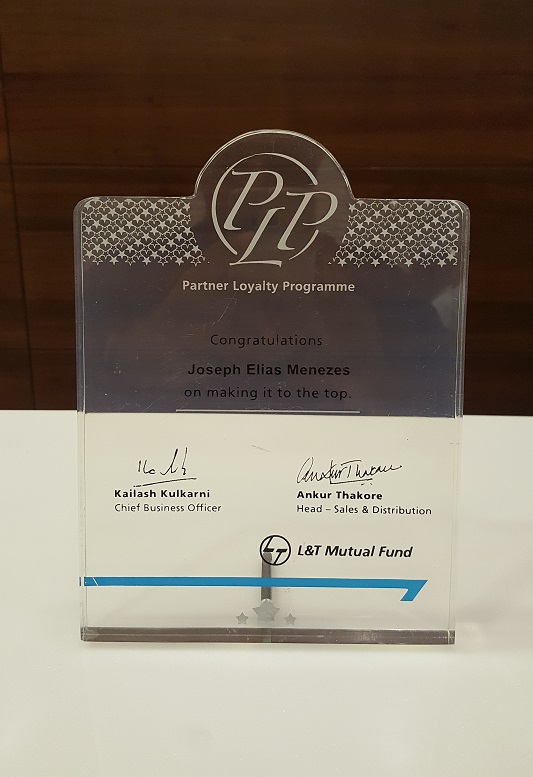 PLP
Partner Loyalty Programme
Congratulations
Joseph Elias Menezes
on making it to the top.
Kailash Kulkarni
Chief Business Officer
Ankur Thakore
Head – Sales & Distribution
LT L&T Mutual Fund